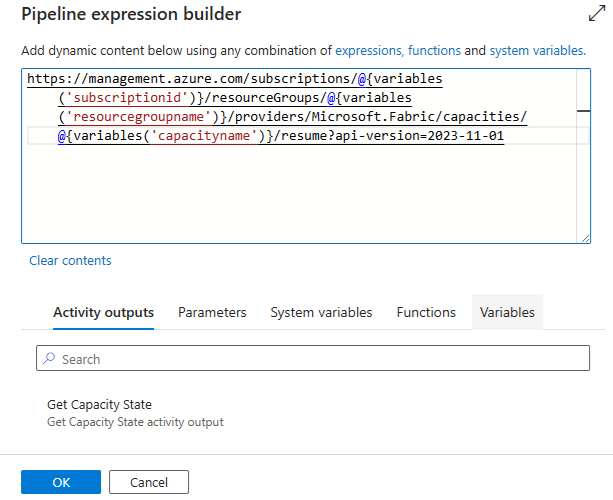 Pipeline expression builder
Add dynamic content below using any combination of expressions, functions and system variables.
https://management.azure.com/subscriptions/@{variables
('subscriptionid')}/resourceGroups/@{variables
('resourcegroupname')}/providers/Microsoft.Fabric/capacities/
@{variables('capacityname')}/resume?api-version=2023-11-01
Clear contents
Activity outputs Parameters System variables Functions Variables
Search
Get Capacity State
Get Capacity State activity output
OK Cancel